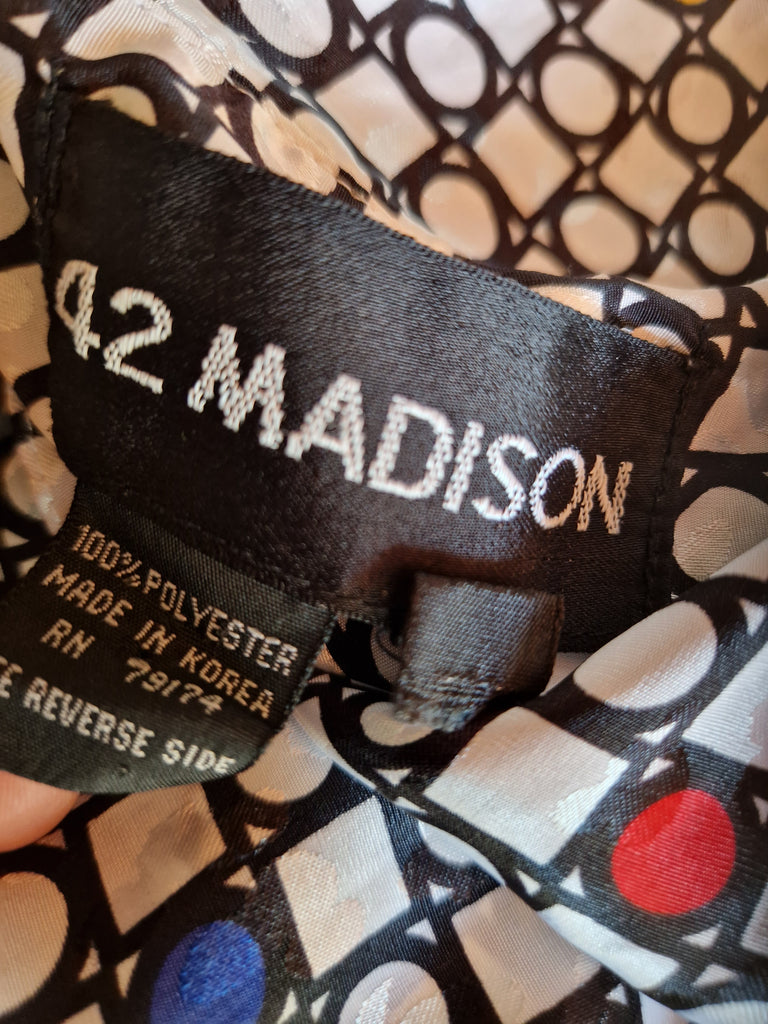 42 MADISON
100% POLYESTER
MADE IN KOREA
RN 79174
REVERSE SIDE